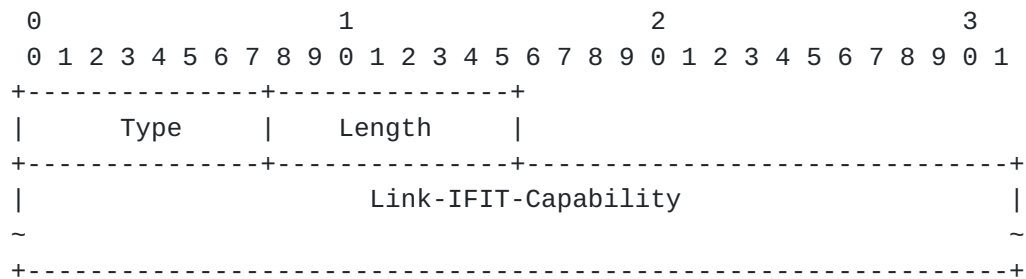 0                   1                   2                   3
 0 1 2 3 4 5 6 7 8 9 0 1 2 3 4 5 6 7 8 9 0 1 2 3 4 5 6 7 8 9 0 1
+---------------+---------------+
|      Type     |    Length     |
+---------------+---------------+-------------------------------+
|                      Link-IFIT-Capability                     |
~                                                               ~
+---------------------------------------------------------------+